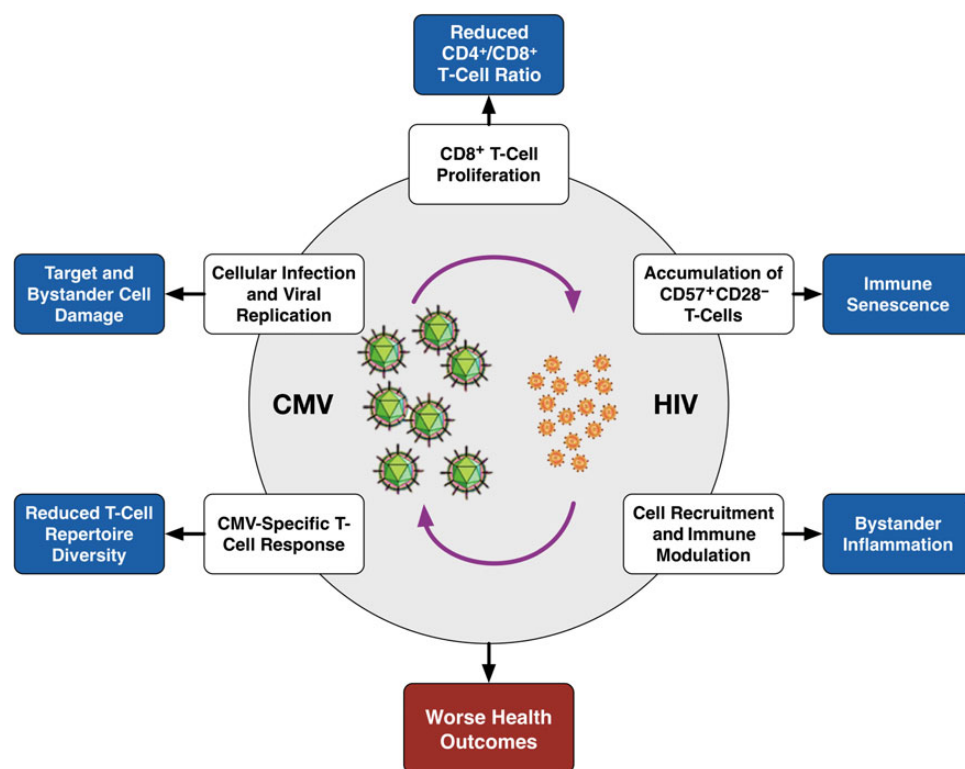 Reduced
CD4⁺/CD8⁺
T-Cell Ratio
CD8⁺ T-Cell
Proliferation
Target and
Bystander Cell
Damage
Cellular Infection
and Viral
Replication
Accumulation of
CD57⁺CD28⁻
T-Cells
Immune
Senescence
CMV
HIV
Reduced T-Cell
Repertoire
Diversity
CMV-Specific T-
Cell Response
Cell Recruitment
and Immune
Modulation
Bystander
Inflammation
Worse Health
Outcomes